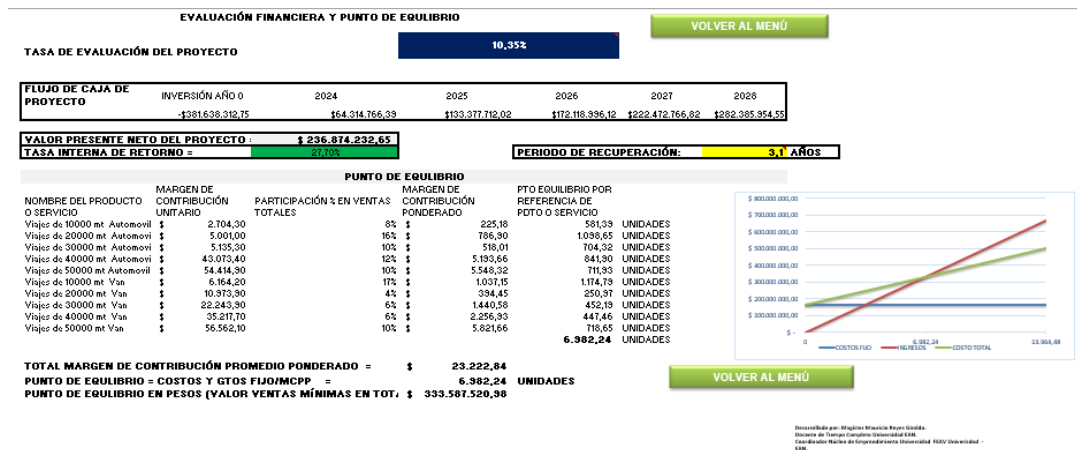 EVALUACIÓN FINANCIERA Y PUNTO DE EQULIBRIO
VOLVER AL MENÚ
TASA DE EVALUACIÓN DEL PROYECTO 10,35%
FLUJO DE CAJA DE PROYECTO INVERSIÓN AÑO 0 2024 2025 2026 2027 2028
-$381.638.312,75 $64.314.766,39 $133.377.712,02 $172.118.996,12 $222.472.766,82 $282.385.954,55
VALOR PRESENTE NETO DEL PROYECTO : $ 236.874.232,65
TASA INTERNA DE RETORNO = 27,70% PERIODO DE RECUPERACIÓN: 3,1 AÑOS
PUNTO DE EQULIBRIO
NOMBRE DEL PRODUCTO O SERVICIO MARGEN DE CONTRIBUCIÓN UNITARIO PARTICIPACIÓN % EN VENTAS TOTALES MARGEN DE CONTRIBUCIÓN PONDERADO PTO EQUILIBRIO POR REFERENCIA DE PDTO O SERVICIO
Viajes de 10000 mt Automovil $ 2.704,30 8% $ 225,18 581,39 UNIDADES
Viajes de 20000 mt Automovi $ 5.001,00 16% $ 786,90 1.098,65 UNIDADES
Viajes de 30000 mt Automovi $ 5.135,30 10% $ 518,01 704,32 UNIDADES
Viajes de 40000 mt Automovi $ 43.073,40 12% $ 5.193,66 841,90 UNIDADES
Viajes de 50000 mt Automovil $ 54.414,90 10% $ 5.548,32 711,93 UNIDADES
Viajes de 10000 mt Van $ 6.164,20 17% $ 1.037,15 1.174,79 UNIDADES
Viajes de 20000 mt Van $ 10.973,90 4% $ 394,45 250,97 UNIDADES
Viajes de 30000 mt Van $ 22.243,90 6% $ 1.440,58 452,19 UNIDADES
Viajes de 40000 mt Van $ 35.217,70 6% $ 2.256,93 447,46 UNIDADES
Viajes de 50000 mt Van $ 56.562,10 10% $ 5.821,66 718,65 UNIDADES
6.982,24 UNIDADES
TOTAL MARGEN DE CONTRIBUCIÓN PROMEDIO PONDERADO = $ 23.222,84
PUNTO DE EQULIBRIO = COSTOS Y GTOS FIJO/MCPP = 6.982,24 UNIDADES
PUNTO DE EQULIBRIO EN PESOS (VALOR VENTAS MÍNIMAS EN TOT $ 333.587.520,98
$ 800.000.000,00
$ 700.000.000,00
$ 600.000.000,00
$ 500.000.000,00
$ 400.000.000,00
$ 300.000.000,00
$ 200.000.000,00
$ 100.000.000,00
$ -
0 6.982,24 13.964,48
COSTOS FIJO INGRESOS COSTO TOTAL
VOLVER AL MENÚ
Desarrollado por: Magister Mauricio Reyes Giraldo.
Docente de Tiempo Completo Universidad EAN.
Coordinador Núcleo de Emprendimiento Universidad FEAV Universidad -
EAN.